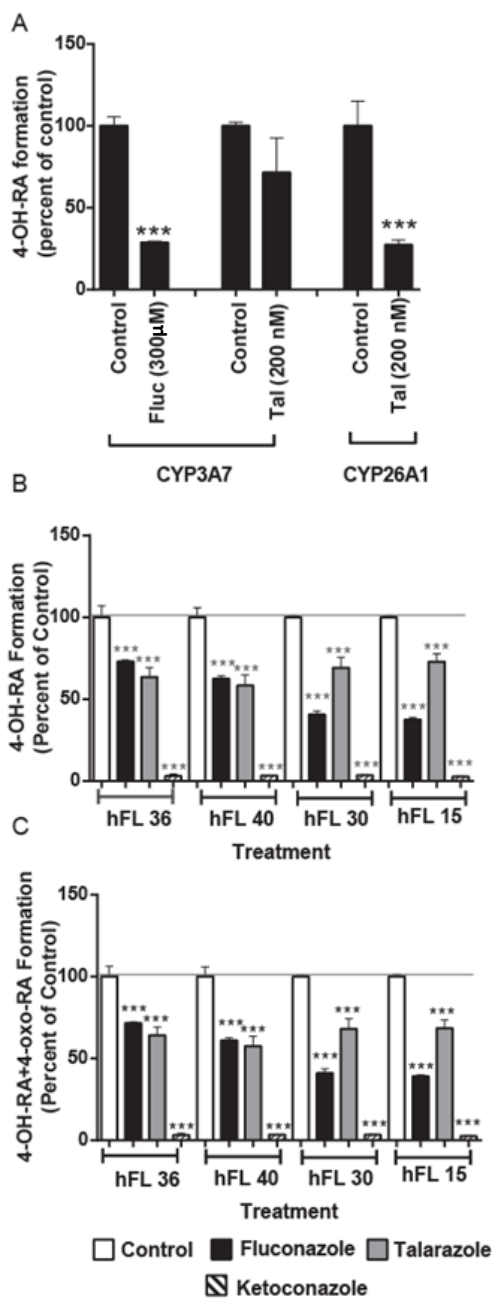 A
4-OH-RA formation
(percent of control)
150
100
50
0
*** ***
Control
Fluc (300µM)
Control
Tal (200 nM)
Control
Tal (200 nM)
CYP3A7 CYP26A1
B
4-OH-RA Formation
(Percent of Control)
150
100
50
0
*** *** *** *** *** *** *** *** *** *** *** ***
hFL 36 hFL 40 hFL 30 hFL 15
Treatment
C
4-OH-RA+4-oxo-RA Formation
(Percent of Control)
150
100
50
0
*** *** *** *** *** *** *** *** *** *** *** ***
hFL 36 hFL 40 hFL 30 hFL 15
Treatment
Control Fluconazole Talarazole
Ketoconazole